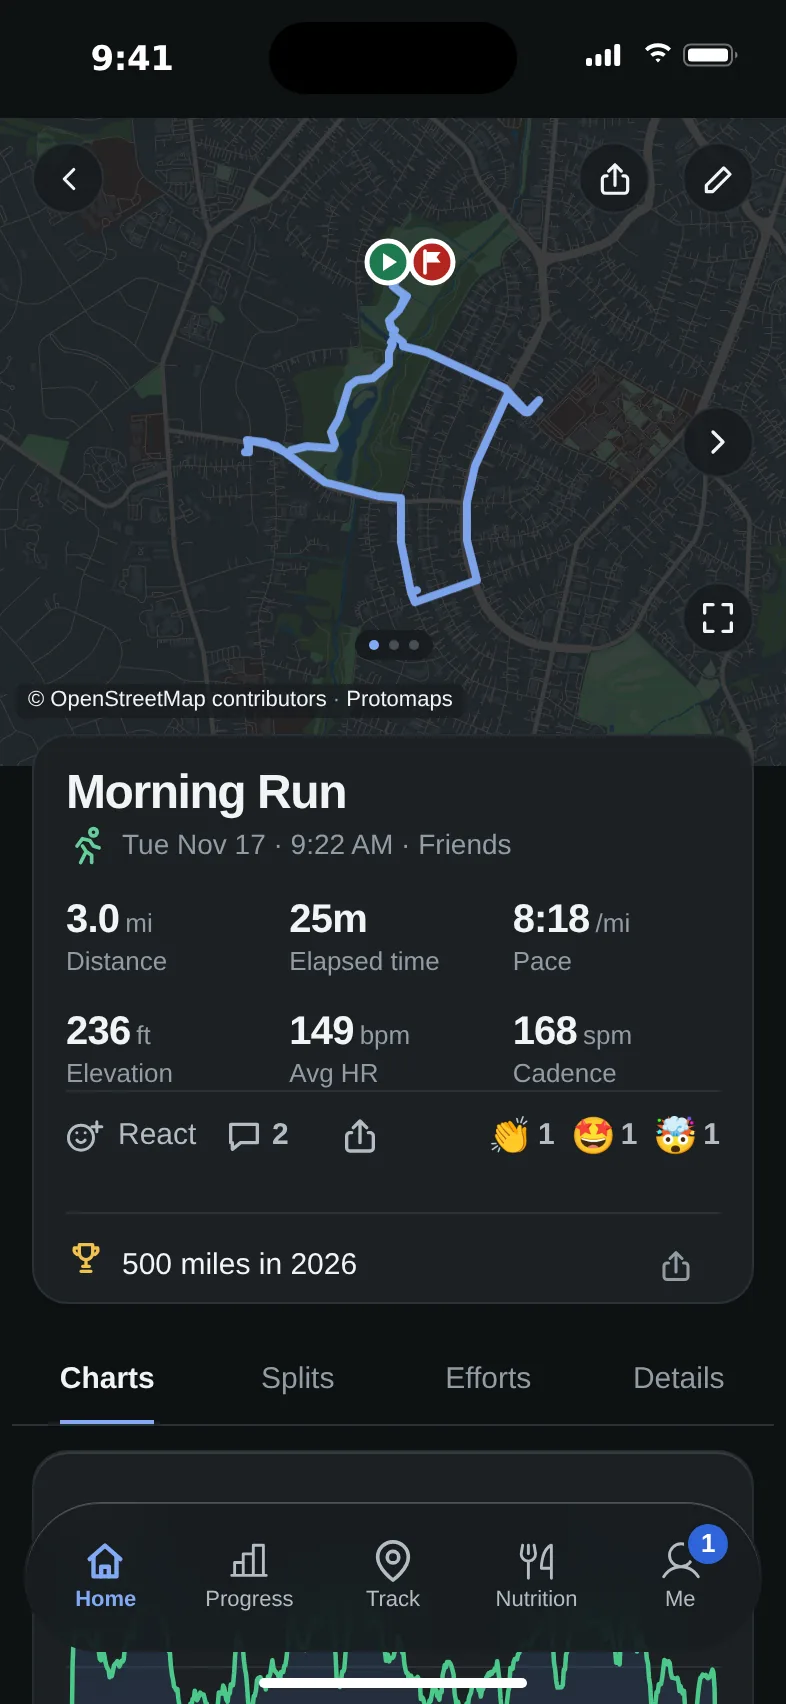 9:41
© OpenStreetMap contributors · Protomaps
Morning Run
Tue Nov 17 · 9:22 AM · Friends
3.0 mi 25m 8:18 /mi
Distance Elapsed time Pace
236 ft 149 bpm 168 spm
Elevation Avg HR Cadence
React 2 1 1 1
500 miles in 2026
Charts Splits Efforts Details
1
Home Progress Track Nutrition Me